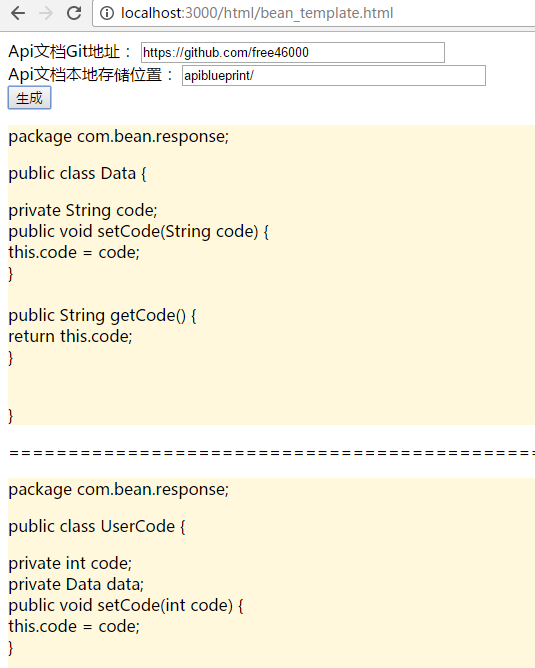 localhost:3000/html/bean_template.html
Api文档Git地址： https://github.com/free46000
Api文档本地存储位置： apiblueprint/
生成
package com.bean.response;
public class Data {
private String code;
public void setCode(String code) {
this.code = code;
}
public String getCode() {
return this.code;
}
}
==============================================
package com.bean.response;
public class UserCode {
private int code;
private Data data;
public void setCode(int code) {
this.code = code;
}